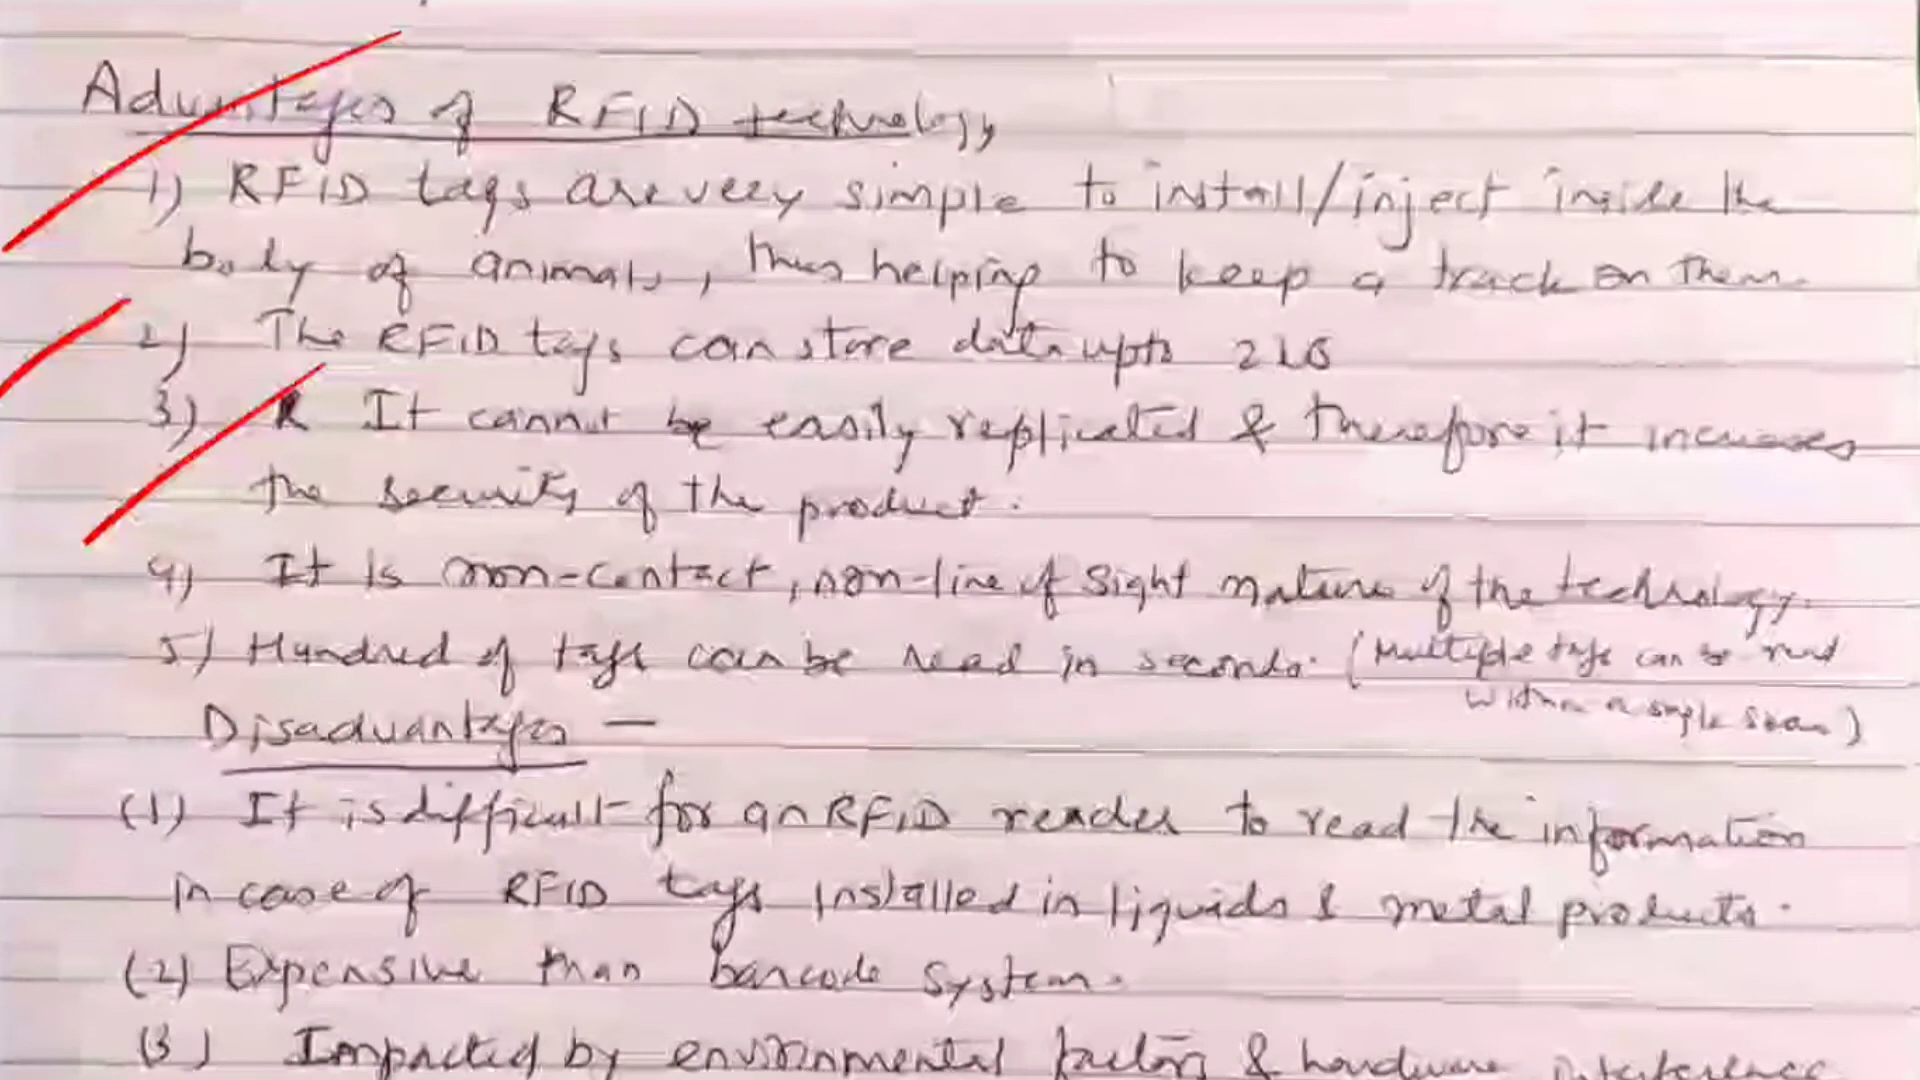 Advantages of RFID technology
1) RFID tags are very simple to install/inject inside the
body of animals, thus helping to keep a track on them.
2) The RFID tags can store data upto 2KB
3) It cannot be easily replicated & therefore it increases
the security of the product.
4) It is non-contact, non-line of sight nature of the technology.
5) Hundred of tags can be read in seconds. (Multiple tags can be read
within a single scan)
Disadvantages —
(1) It is difficult for an RFID reader to read the information
in case of RFID tags installed in liquids & metal products.
(2) Expensive than barcode system.
(3) Impacted by environmental factors & hardware interference